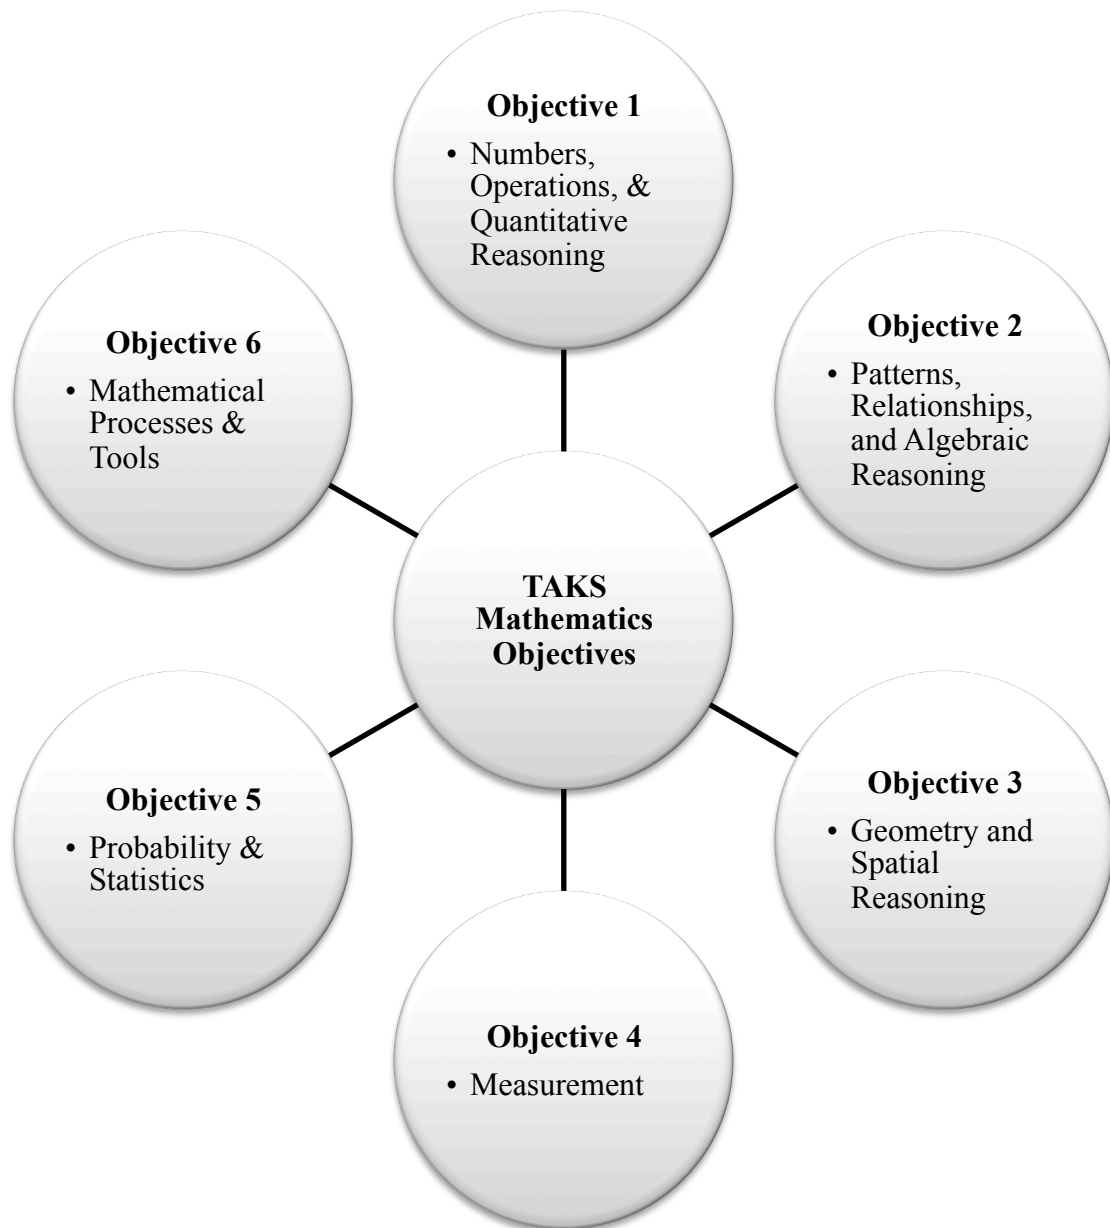 Objective 1
• Numbers,
Operations, &
Quantitative
Reasoning
Objective 2
• Patterns,
Relationships,
and Algebraic
Reasoning
Objective 3
• Geometry and
Spatial
Reasoning
Objective 4
• Measurement
Objective 5
• Probability &
Statistics
Objective 6
• Mathematical
Processes &
Tools
TAKS
Mathematics
Objectives